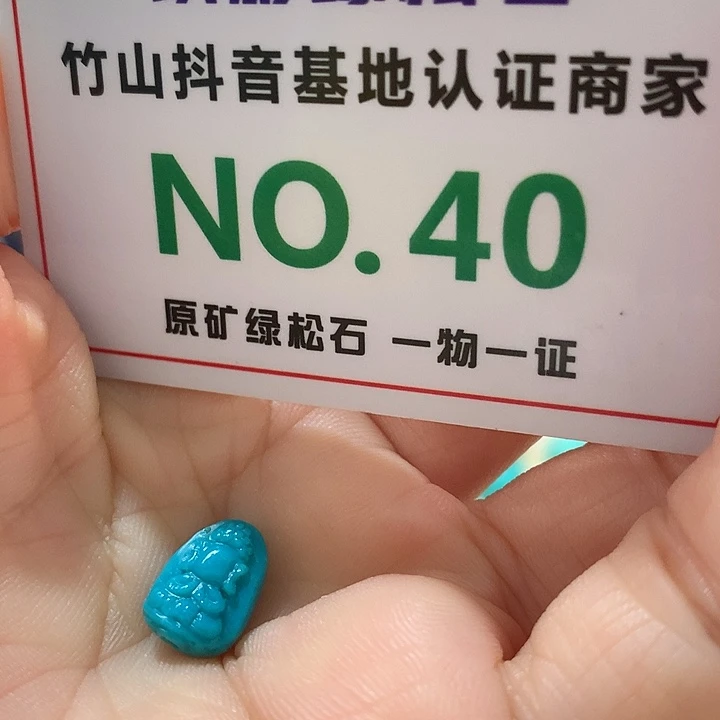 竹山抖音基地认证商家
NO. 40
原矿绿松石 一物一证